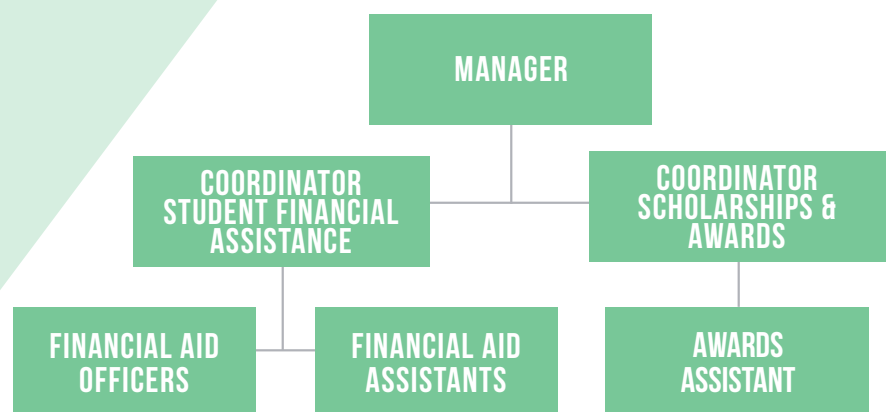 MANAGER
COORDINATOR
STUDENT FINANCIAL
ASSISTANCE
COORDINATOR
SCHOLARSHIPS &
AWARDS
FINANCIAL AID
OFFICERS
FINANCIAL AID
ASSISTANTS
AWARDS
ASSISTANT